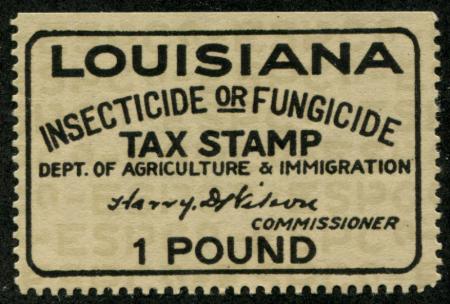 LOUISIANA
INSECTICIDE OR FUNGICIDE
TAX STAMP
DEPT. OF AGRICULTURE & IMMIGRATION
Harry. D. Wilson
COMMISSIONER
1 POUND